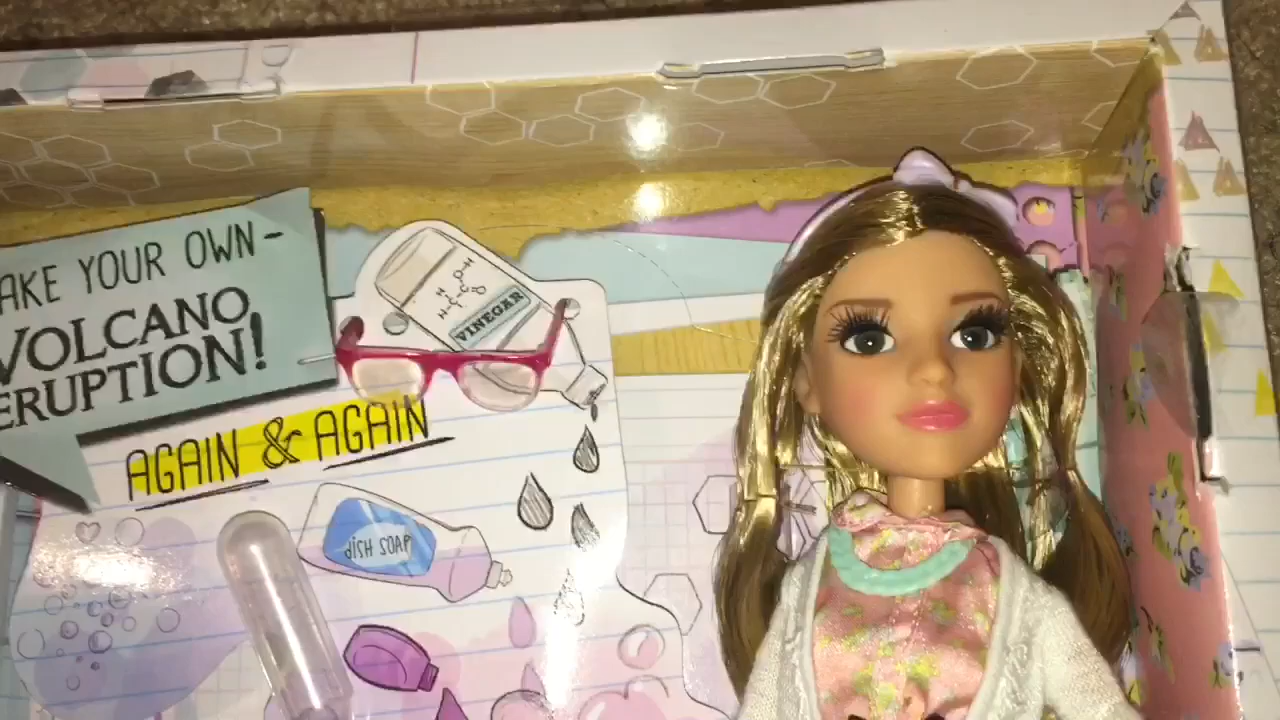 AKE YOUR OWN -
VOLCANO
ERUPTION!
AGAIN & AGAIN
VINEGAR
H O-H
H-C-C
H O
dISH SOAP